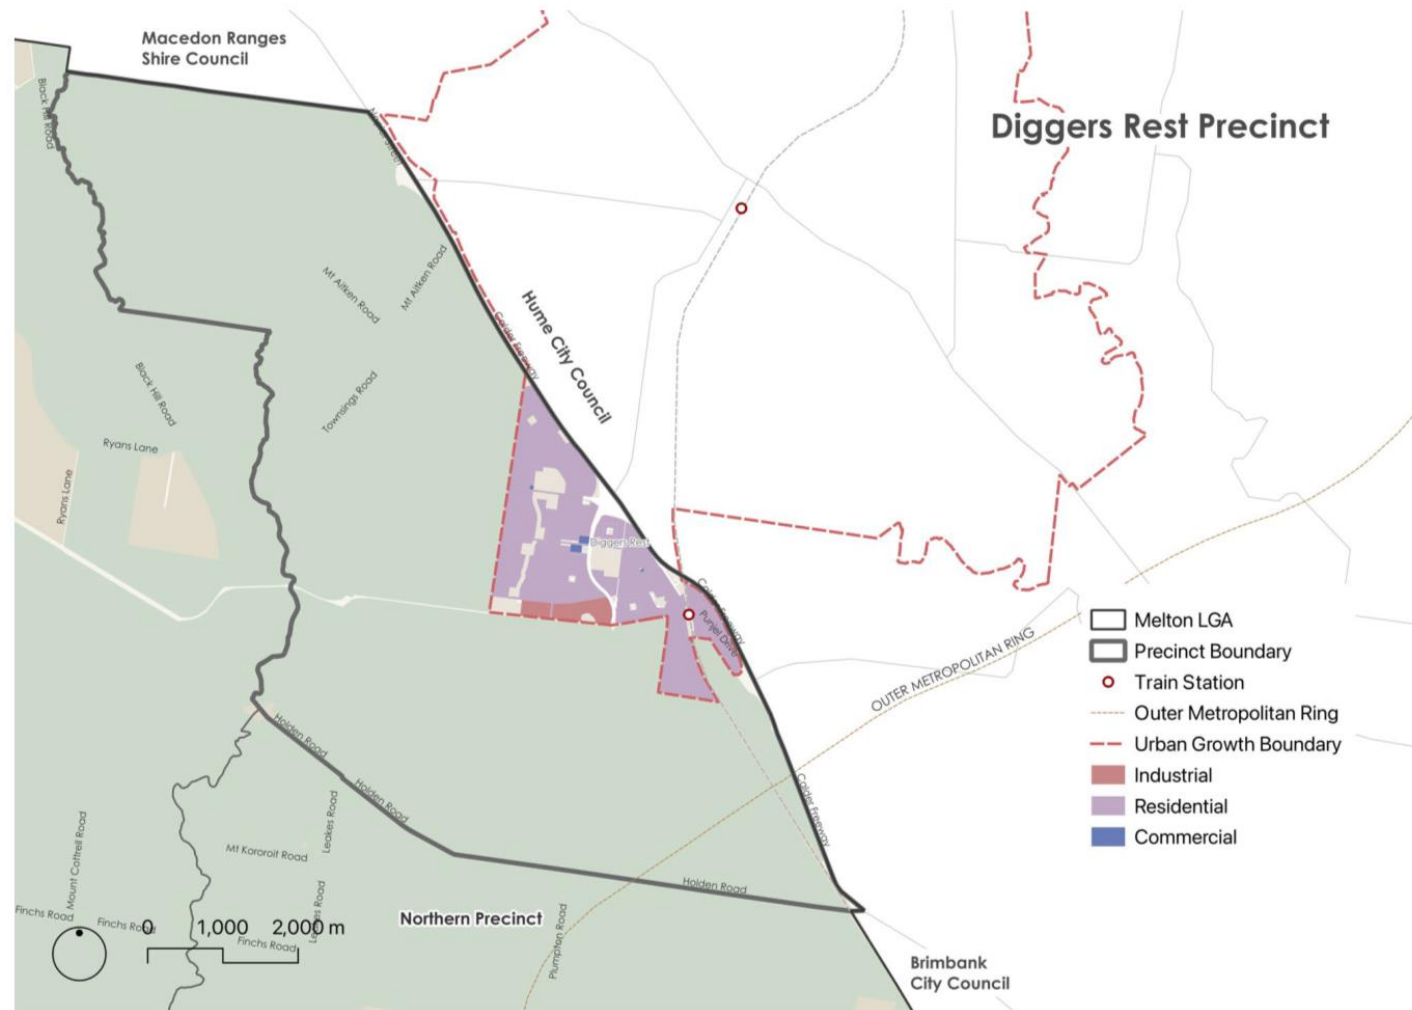 Macedon Ranges
Shire Council
Diggers Rest Precinct
Black Hill Road
Mt Aitken Road
Mt Aitken Road
Calder Freeway
Hume City Council
Black Hill Road
Townsings Road
Ryans Lane
Ryans Lane
Diggers Rest
Calder Freeway
Punjel Drive
OUTER METROPOLITAN RING
Melton LGA
Precinct Boundary
Train Station
Outer Metropolitan Ring
Urban Growth Boundary
Industrial
Residential
Commercial
Holden Road
Holden Road
Calder Freeway
Leakes Road
Mt Kororoit Road
Mount Cottrell Road
Holden Road
Northern Precinct
Plumpton Road
Leakes Road
Finchs Road
Finchs Road
Finchs Road
0 1,000 2,000 m
Brimbank
City Council